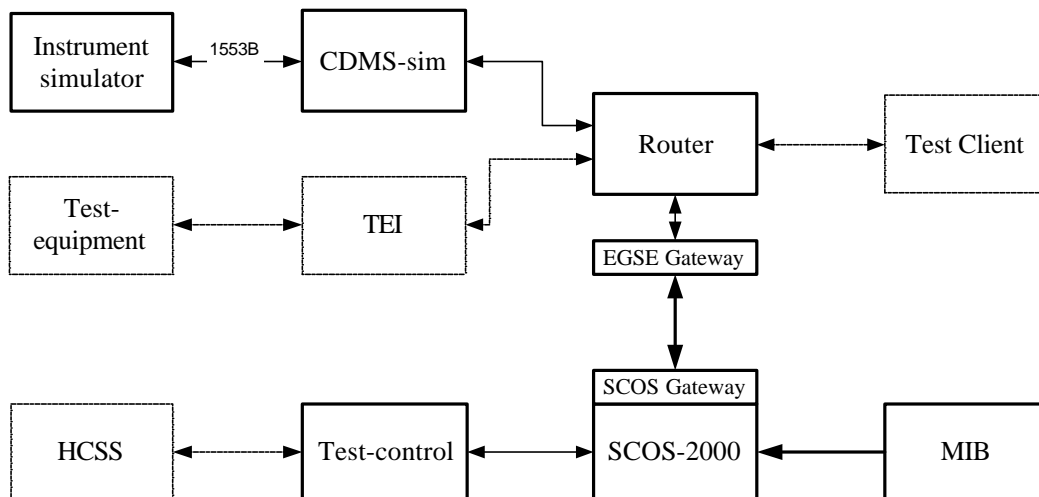 Instrument
simulator
1553B
CDMS-sim
Router
Test Client
Test-
equipment
TEI
EGSE Gateway
SCOS Gateway
HCSS
Test-control
SCOS-2000
MIB